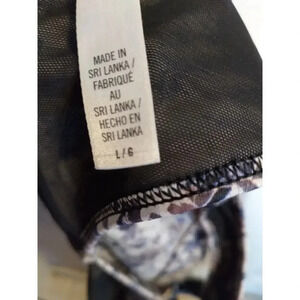 MADE IN
SRI LANKA /
FABRIQUÉ
AU
SRI LANKA /
HECHO EN
SRI LANKA
L / G